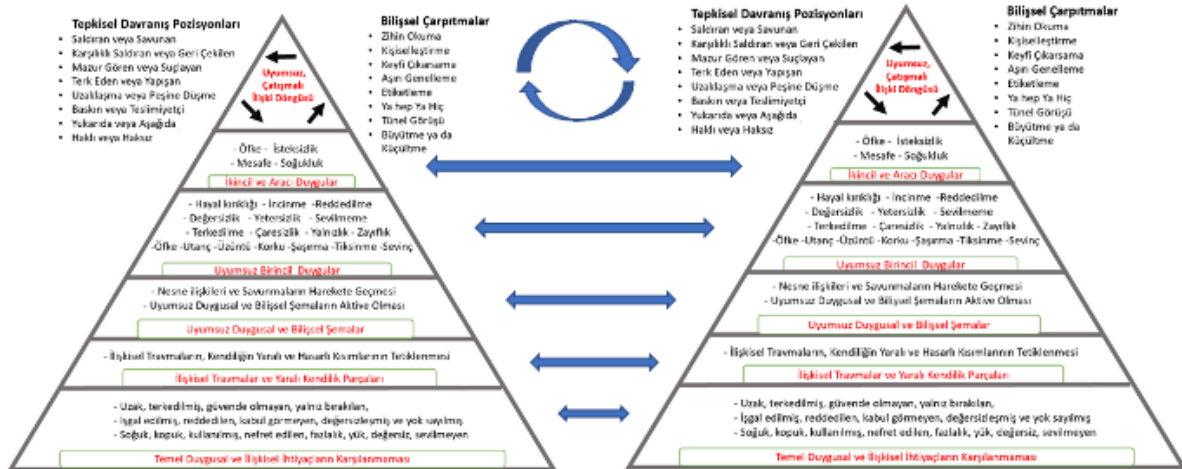 Tepkisel Davranış Pozisyonları
• Saldıran veya Savunan
• Karşılıklı Saldıran veya Geri Çekilen
• Mazur Gören veya Suçlayan
• Terk Eden veya Yapışan
• Uzaklaşma veya Peşine Düşme
• Baskın veya Teslimiyetçi
• Yukarıda veya Aşağıda
• Haklı veya Haksız
Bilişsel Çarpıtmalar
• Zihin Okuma
• Kişiselleştirme
• Keyfi Çıkarsama
• Aşırı Genelleme
• Etiketleme
• Ya hep Ya Hiç
• Tünel Görüşü
• Büyütme ya da
Küçültme
Uyumsuz,
Çatışmalı
İlişki Döngünü
- Öfke - İsteksizlik
- Mesafe - Soğukluk
İkincil ve Aracı Duygular
- Hayal kırıklığı - İncinme -Reddedilme
- Değersizlik - Yetersizlik - Sevilmeme
- Terkedilme - Çaresizlik - Yalnızlık - Zayıflık
-Öfke -Utanç -Üzüntü -Korku -Şaşırma -Tiksinme -Sevinç
Uyumsuz Birincil Duygular
- Nesne ilişkileri ve Savunmaların Harekete Geçmesi
- Uyumsuz Duygusal ve Bilişsel Şemaların Aktive Olması
Uyumsuz Duygusal ve Bilişsel Şemalar
- İlişkisel Travmaların, Kendiliğin Yaralı ve Hasarlı Kısımlarının Tetiklenmesi
İlişkisel Travmalar ve Yaralı Kendilik Parçaları
- Uzak, terkedilmiş, güvende olmayan, yalnız bırakılan,
- İşgal edilmiş, reddedilen, kabul görmeyen, değersizleşmiş ve yok sayılmış
- Soğuk, kopuk, kullanılmış, nefret edilen, fazlalık, yük, değersiz, sevilmeyen
Temel Duygusal ve İlişkisel İhtiyaçların Karşılanmaması
Tepkisel Davranış Pozisyonları
• Saldıran veya Savunan
• Karşılıklı Saldıran veya Geri Çekilen
• Mazur Gören veya Suçlayan
• Terk Eden veya Yapışan
• Uzaklaşma veya Peşine Düşme
• Baskın veya Teslimiyetçi
• Yukarıda veya Aşağıda
• Haklı veya Haksız
Bilişsel Çarpıtmalar
• Zihin Okuma
• Kişiselleştirme
• Keyfi Çıkarsama
• Aşırı Genelleme
• Etiketleme
• Ya hep Ya Hiç
• Tünel Görüşü
• Büyütme ya da
Küçültme
Uyumsuz,
Çatışmalı
İlişki Döngünü
- Öfke - İsteksizlik
- Mesafe - Soğukluk
İkincil ve Aracı Duygular
- Hayal kırıklığı - İncinme -Reddedilme
- Değersizlik - Yetersizlik - Sevilmeme
- Terkedilme - Çaresizlik - Yalnızlık - Zayıflık
-Öfke -Utanç -Üzüntü -Korku -Şaşırma -Tiksinme -Sevinç
Uyumsuz Birincil Duygular
- Nesne ilişkileri ve Savunmaların Harekete Geçmesi
- Uyumsuz Duygusal ve Bilişsel Şemaların Aktive Olması
Uyumsuz Duygusal ve Bilişsel Şemalar
- İlişkisel Travmaların, Kendiliğin Yaralı ve Hasarlı Kısımlarının Tetiklenmesi
İlişkisel Travmalar ve Yaralı Kendilik Parçaları
- Uzak, terkedilmiş, güvende olmayan, yalnız bırakılan,
- İşgal edilmiş, reddedilen, kabul görmeyen, değersizleşmiş ve yok sayılmış
- Soğuk, kopuk, kullanılmış, nefret edilen, fazlalık, yük, değersiz, sevilmeyen
Temel Duygusal ve İlişkisel İhtiyaçların Karşılanmaması